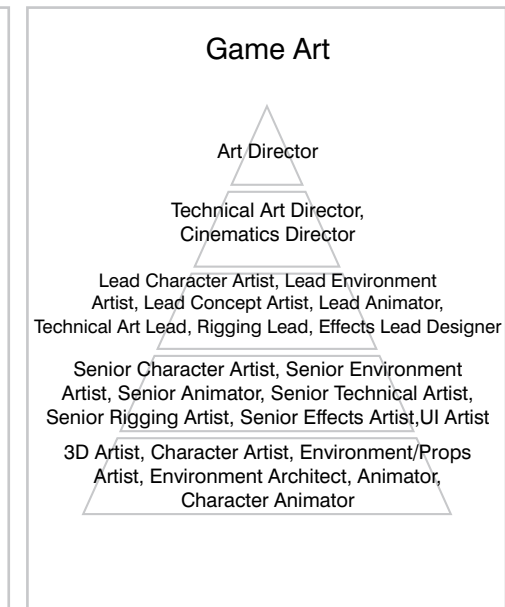 Game Art
Art Director
Technical Art Director,
Cinematics Director
Lead Character Artist, Lead Environment
Artist, Lead Concept Artist, Lead Animator,
Technical Art Lead, Rigging Lead, Effects Lead Designer
Senior Character Artist, Senior Environment
Artist, Senior Animator, Senior Technical Artist,
Senior Rigging Artist, Senior Effects Artist,UI Artist
3D Artist, Character Artist, Environment/Props
Artist, Environment Architect, Animator,
Character Animator